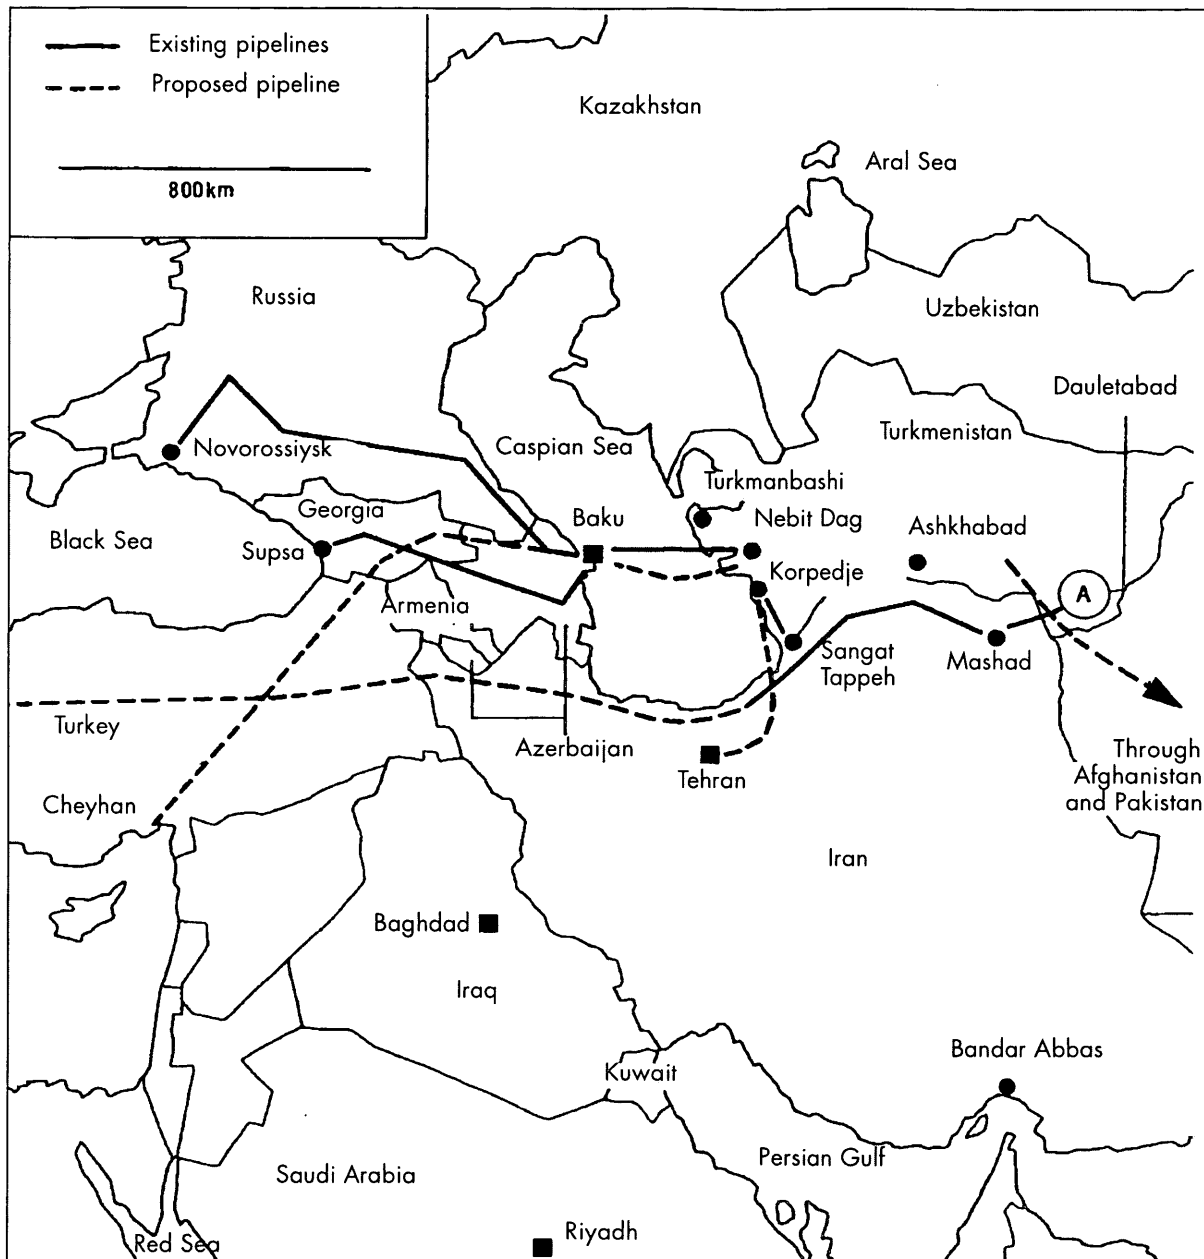 Existing pipelines
Proposed pipeline
800km
Kazakhstan
Aral Sea
Russia
Uzbekistan
Dauletabad
Turkmenistan
Novorossiysk
Caspian Sea
Turkmanbashi
Georgia
Baku
Nebit Dag
Ashkhabad
Black Sea
Supsa
Korpedje
A
Armenia
Sangat
Tappeh
Mashad
Turkey
Azerbaijan
Tehran
Through
Afghanistan
and Pakistan
Cheyhan
Iran
Baghdad
Iraq
Bandar Abbas
Kuwait
Persian Gulf
Saudi Arabia
Riyadh
Red Sea